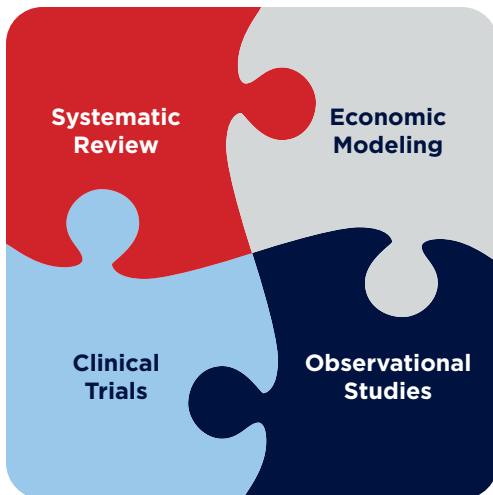 Systematic
Review
Economic
Modeling
Clinical
Trials
Observational
Studies